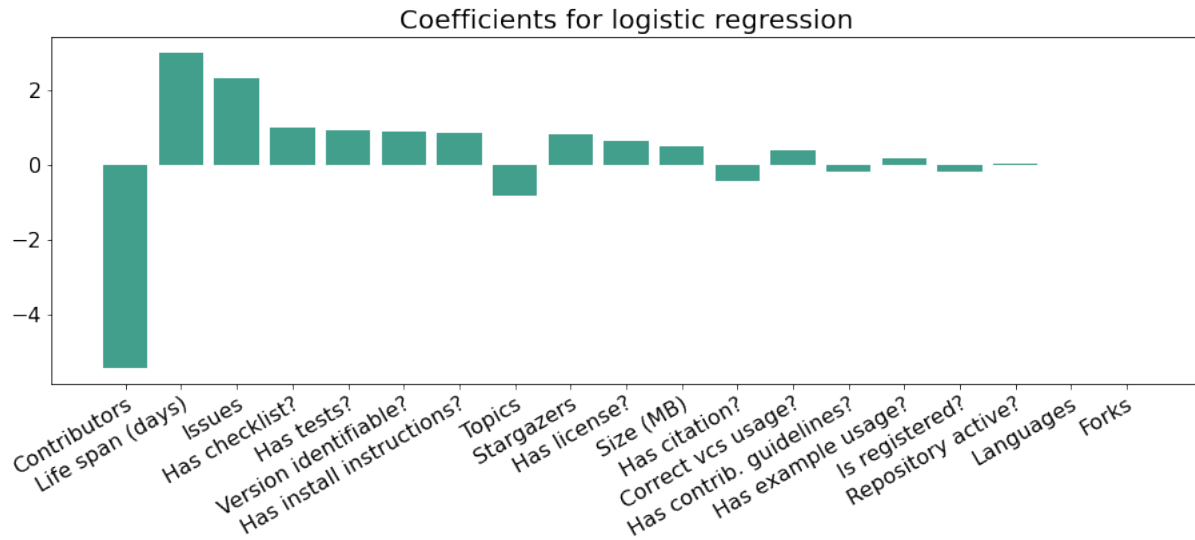 Coefficients for logistic regression
2
0
−2
−4
Contributors
Life span (days)
Issues
Has checklist?
Has tests?
Version identifiable?
Has install instructions?
Topics
Stargazers
Has license?
Size (MB)
Has citation?
Correct vcs usage?
Has contrib. guidelines?
Has example usage?
Is registered?
Repository active?
Languages
Forks